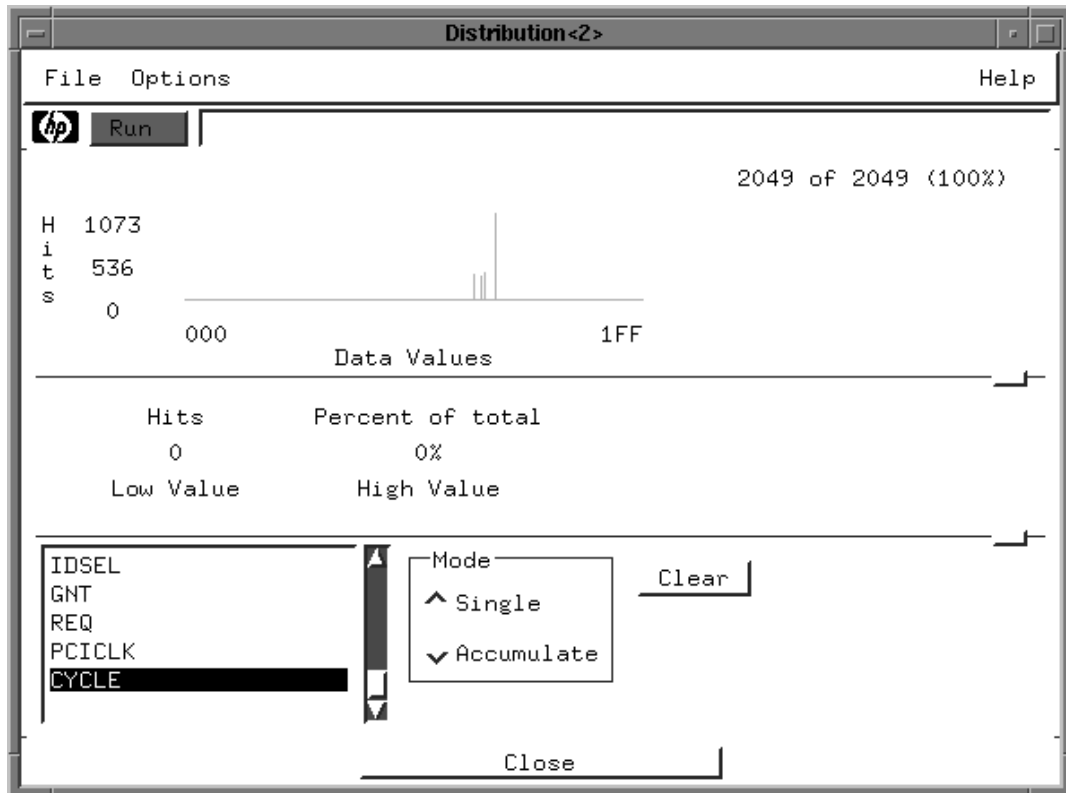 Distribution<2>
File Options Help
hp Run
2049 of 2049 (100%)
Hits
1073
536
0
000 1FF
Data Values
Hits Percent of total
0 0%
Low Value High Value
IDSEL
GNT
REQ
PCICLK
CYCLE
Mode
Single
Accumulate
Clear
Close